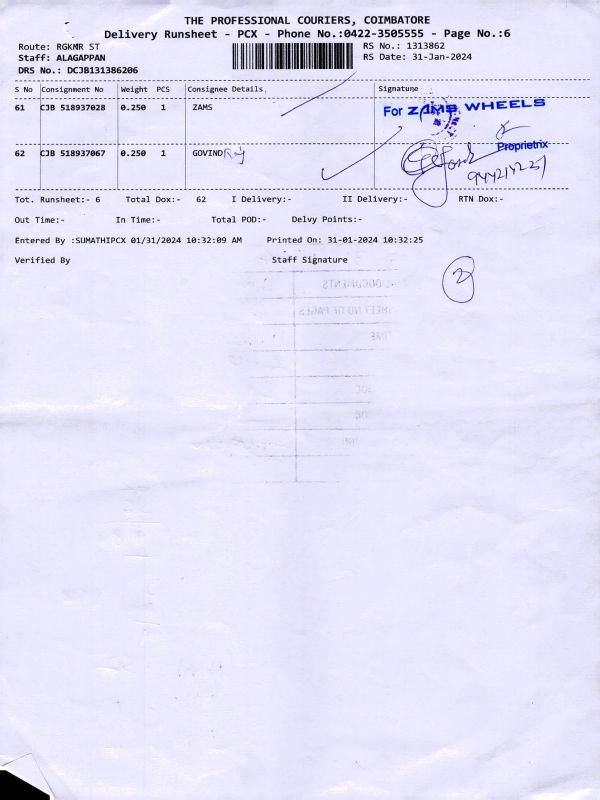 THE PROFESSIONAL COURIERS, COIMBATORE
Delivery Runsheet - PCX - Phone No.:0422-3505555 - Page No.:6
Route: RGKMR ST RS No.: 1313862
Staff: ALAGAPPAN RS Date: 31-Jan-2024
DRS No.: DCJB131386206
S No Consignment No Weight PCS Consignee Details Signature
61 CJB 518937028 0.250 1 ZAMS
For ZAMS WHEELS
Proprietrix
62 CJB 518937067 0.250 1 GOVINDRaj
Tot. Runsheet:- 6 Total Dox:- 62 I Delivery:- II Delivery:- RTN Dox:-
Out Time:- In Time:- Total POD:- Delvy Points:-
Entered By :SUMATHIPCX 01/31/2024 10:32:09 AM Printed On: 31-01-2024 10:32:25
Verified By Staff Signature
2